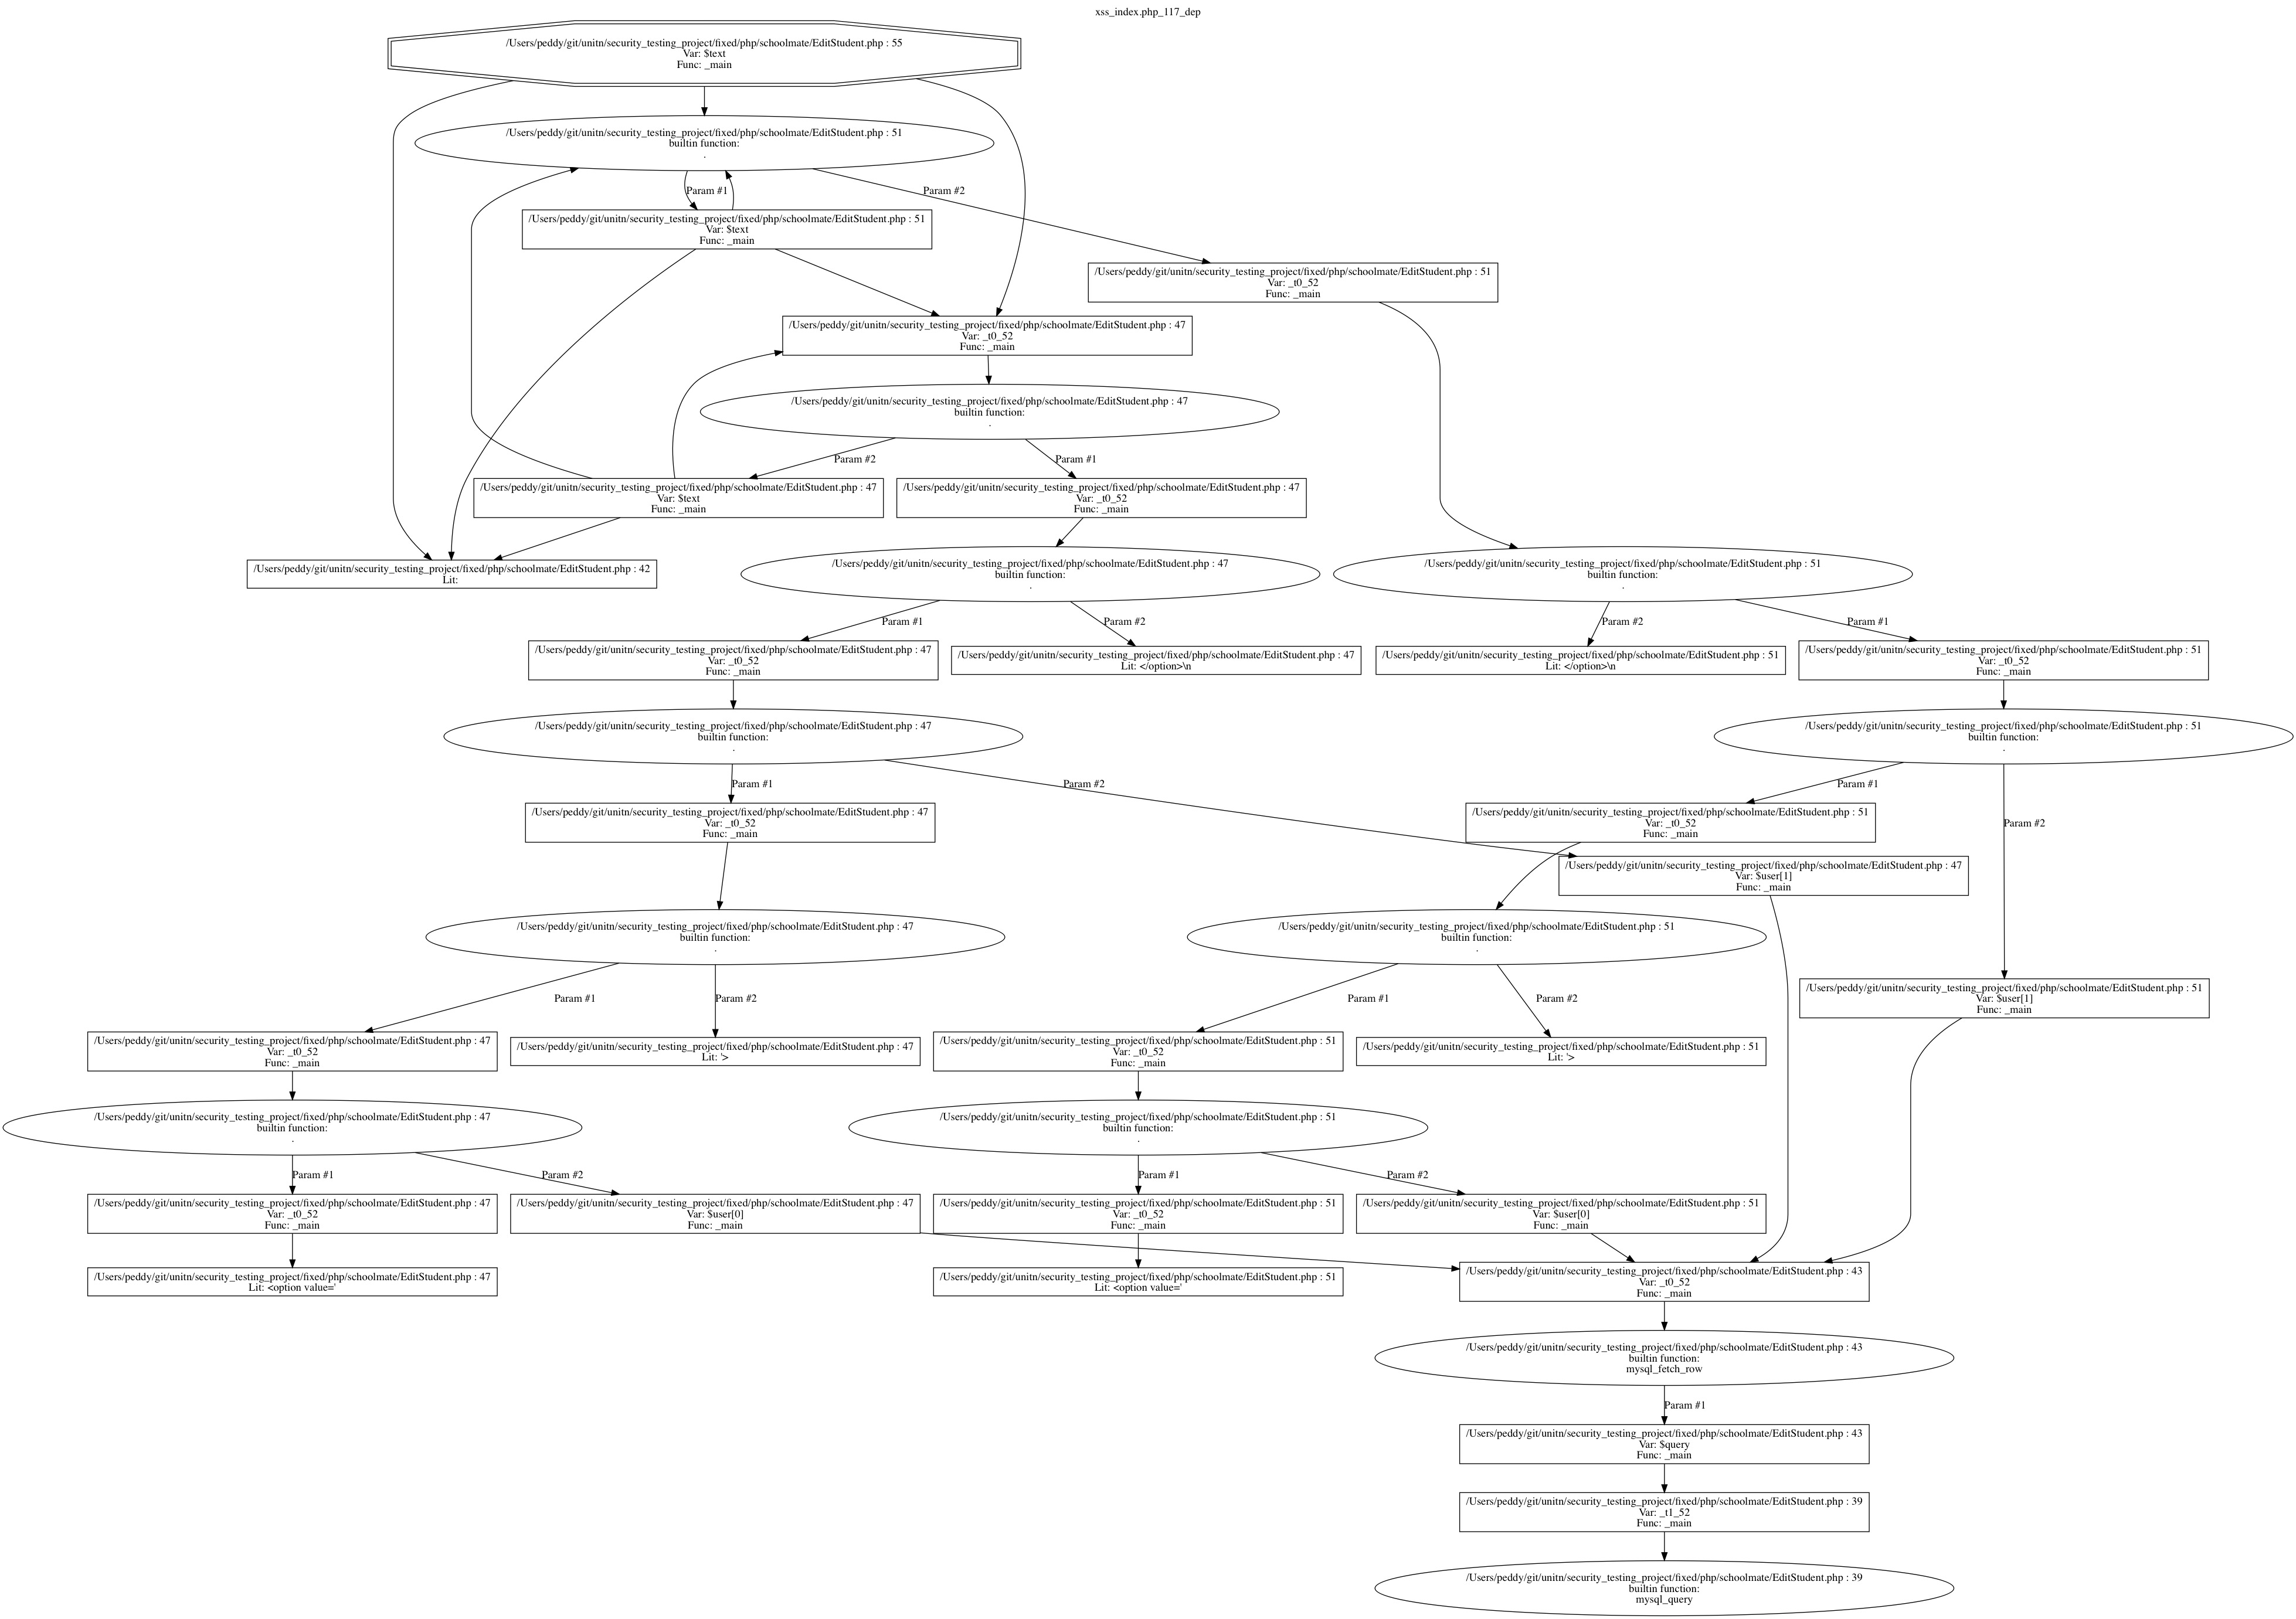 xss_index.php_117_dep
/Users/peddy/git/unitn/security_testing_project/fixed/php/schoolmate/EditStudent.php : 55
Var: $text
Func: _main
/Users/peddy/git/unitn/security_testing_project/fixed/php/schoolmate/EditStudent.php : 51
builtin function:
.
Param #1
Param #2
/Users/peddy/git/unitn/security_testing_project/fixed/php/schoolmate/EditStudent.php : 51
Var: $text
Func: _main
/Users/peddy/git/unitn/security_testing_project/fixed/php/schoolmate/EditStudent.php : 51
Var: _t0_52
Func: _main
/Users/peddy/git/unitn/security_testing_project/fixed/php/schoolmate/EditStudent.php : 47
Var: _t0_52
Func: _main
/Users/peddy/git/unitn/security_testing_project/fixed/php/schoolmate/EditStudent.php : 47
builtin function:
.
Param #2
Param #1
/Users/peddy/git/unitn/security_testing_project/fixed/php/schoolmate/EditStudent.php : 47
Var: $text
Func: _main
/Users/peddy/git/unitn/security_testing_project/fixed/php/schoolmate/EditStudent.php : 47
Var: _t0_52
Func: _main
/Users/peddy/git/unitn/security_testing_project/fixed/php/schoolmate/EditStudent.php : 42
Lit:
/Users/peddy/git/unitn/security_testing_project/fixed/php/schoolmate/EditStudent.php : 47
builtin function:
.
/Users/peddy/git/unitn/security_testing_project/fixed/php/schoolmate/EditStudent.php : 51
builtin function:
.
Param #1
Param #2
Param #2
Param #1
/Users/peddy/git/unitn/security_testing_project/fixed/php/schoolmate/EditStudent.php : 47
Var: _t0_52
Func: _main
/Users/peddy/git/unitn/security_testing_project/fixed/php/schoolmate/EditStudent.php : 47
Lit: </option>\n
/Users/peddy/git/unitn/security_testing_project/fixed/php/schoolmate/EditStudent.php : 51
Lit: </option>\n
/Users/peddy/git/unitn/security_testing_project/fixed/php/schoolmate/EditStudent.php : 51
Var: _t0_52
Func: _main
/Users/peddy/git/unitn/security_testing_project/fixed/php/schoolmate/EditStudent.php : 47
builtin function:
.
/Users/peddy/git/unitn/security_testing_project/fixed/php/schoolmate/EditStudent.php : 51
builtin function:
.
Param #1
Param #2
Param #1
Param #2
/Users/peddy/git/unitn/security_testing_project/fixed/php/schoolmate/EditStudent.php : 47
Var: _t0_52
Func: _main
/Users/peddy/git/unitn/security_testing_project/fixed/php/schoolmate/EditStudent.php : 51
Var: _t0_52
Func: _main
/Users/peddy/git/unitn/security_testing_project/fixed/php/schoolmate/EditStudent.php : 47
Var: $user[1]
Func: _main
/Users/peddy/git/unitn/security_testing_project/fixed/php/schoolmate/EditStudent.php : 47
builtin function:
.
/Users/peddy/git/unitn/security_testing_project/fixed/php/schoolmate/EditStudent.php : 51
builtin function:
.
/Users/peddy/git/unitn/security_testing_project/fixed/php/schoolmate/EditStudent.php : 51
Var: $user[1]
Func: _main
Param #1
Param #2
Param #1
Param #2
/Users/peddy/git/unitn/security_testing_project/fixed/php/schoolmate/EditStudent.php : 47
Var: _t0_52
Func: _main
/Users/peddy/git/unitn/security_testing_project/fixed/php/schoolmate/EditStudent.php : 47
Lit: '>
/Users/peddy/git/unitn/security_testing_project/fixed/php/schoolmate/EditStudent.php : 51
Var: _t0_52
Func: _main
/Users/peddy/git/unitn/security_testing_project/fixed/php/schoolmate/EditStudent.php : 51
Lit: '>
/Users/peddy/git/unitn/security_testing_project/fixed/php/schoolmate/EditStudent.php : 47
builtin function:
.
/Users/peddy/git/unitn/security_testing_project/fixed/php/schoolmate/EditStudent.php : 51
builtin function:
.
Param #1
Param #2
Param #1
Param #2
/Users/peddy/git/unitn/security_testing_project/fixed/php/schoolmate/EditStudent.php : 47
Var: _t0_52
Func: _main
/Users/peddy/git/unitn/security_testing_project/fixed/php/schoolmate/EditStudent.php : 47
Var: $user[0]
Func: _main
/Users/peddy/git/unitn/security_testing_project/fixed/php/schoolmate/EditStudent.php : 51
Var: _t0_52
Func: _main
/Users/peddy/git/unitn/security_testing_project/fixed/php/schoolmate/EditStudent.php : 51
Var: $user[0]
Func: _main
/Users/peddy/git/unitn/security_testing_project/fixed/php/schoolmate/EditStudent.php : 47
Lit: <option value='
/Users/peddy/git/unitn/security_testing_project/fixed/php/schoolmate/EditStudent.php : 51
Lit: <option value='
/Users/peddy/git/unitn/security_testing_project/fixed/php/schoolmate/EditStudent.php : 43
Var: _t0_52
Func: _main
/Users/peddy/git/unitn/security_testing_project/fixed/php/schoolmate/EditStudent.php : 43
builtin function:
mysql_fetch_row
Param #1
/Users/peddy/git/unitn/security_testing_project/fixed/php/schoolmate/EditStudent.php : 43
Var: $query
Func: _main
/Users/peddy/git/unitn/security_testing_project/fixed/php/schoolmate/EditStudent.php : 39
Var: _t1_52
Func: _main
/Users/peddy/git/unitn/security_testing_project/fixed/php/schoolmate/EditStudent.php : 39
builtin function:
mysql_query